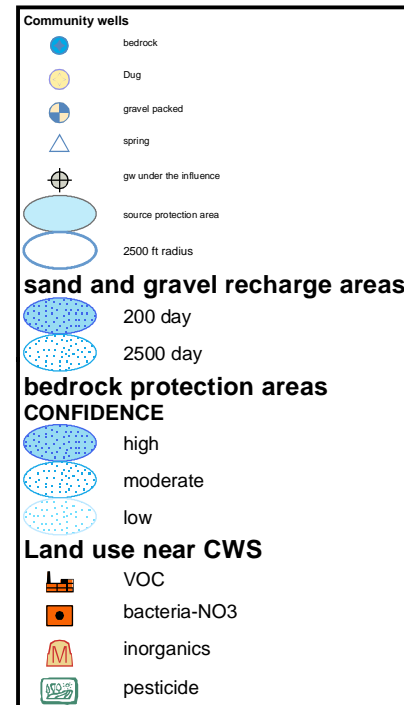 Community wells
bedrock
Dug
gravel packed
spring
gw under the influence
source protection area
2500 ft radius
sand and gravel recharge areas
200 day
2500 day
bedrock protection areas
CONFIDENCE
high
moderate
low
Land use near CWS
VOC
bacteria-NO3
M inorganics
pesticide